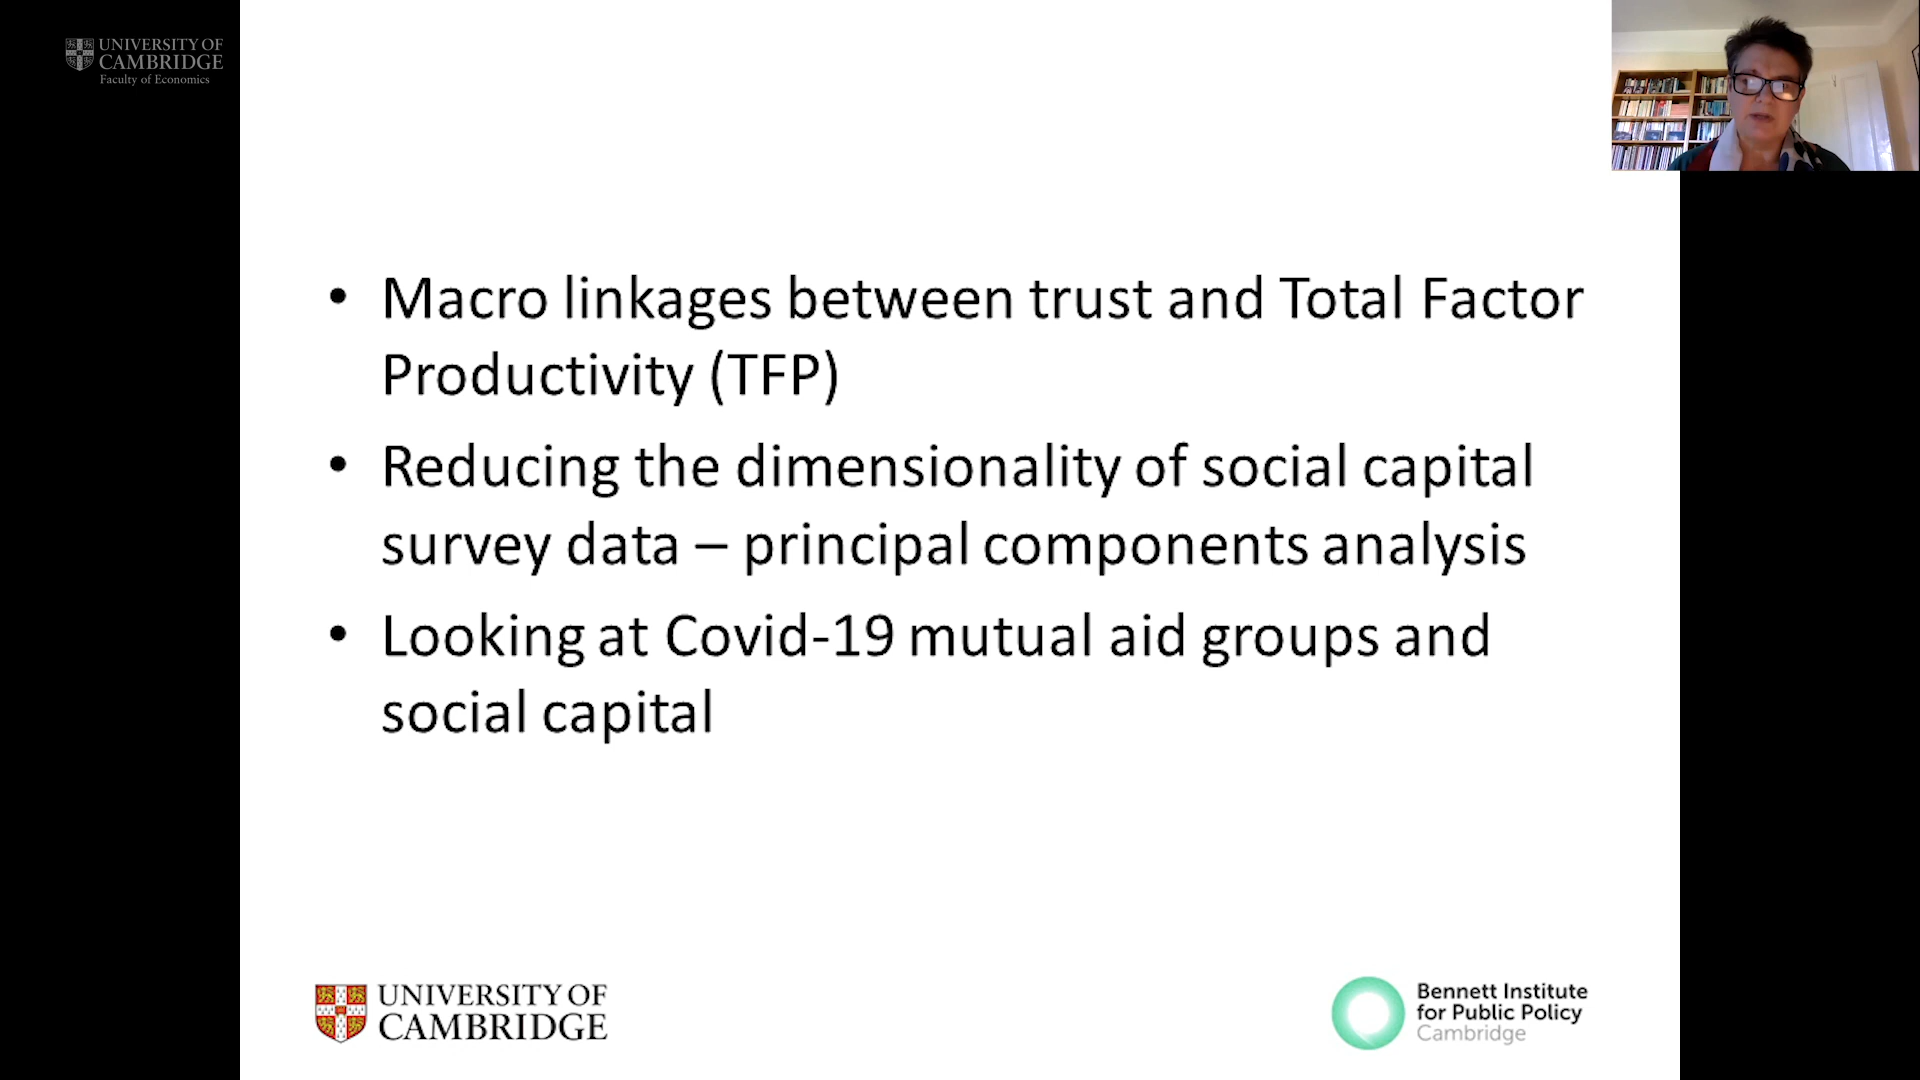 UNIVERSITY OF
CAMBRIDGE
Faculty of Economics
• Macro linkages between trust and Total Factor
Productivity (TFP)
• Reducing the dimensionality of social capital
survey data – principal components analysis
• Looking at Covid-19 mutual aid groups and
social capital
UNIVERSITY OF
CAMBRIDGE
Bennett Institute
for Public Policy
Cambridge